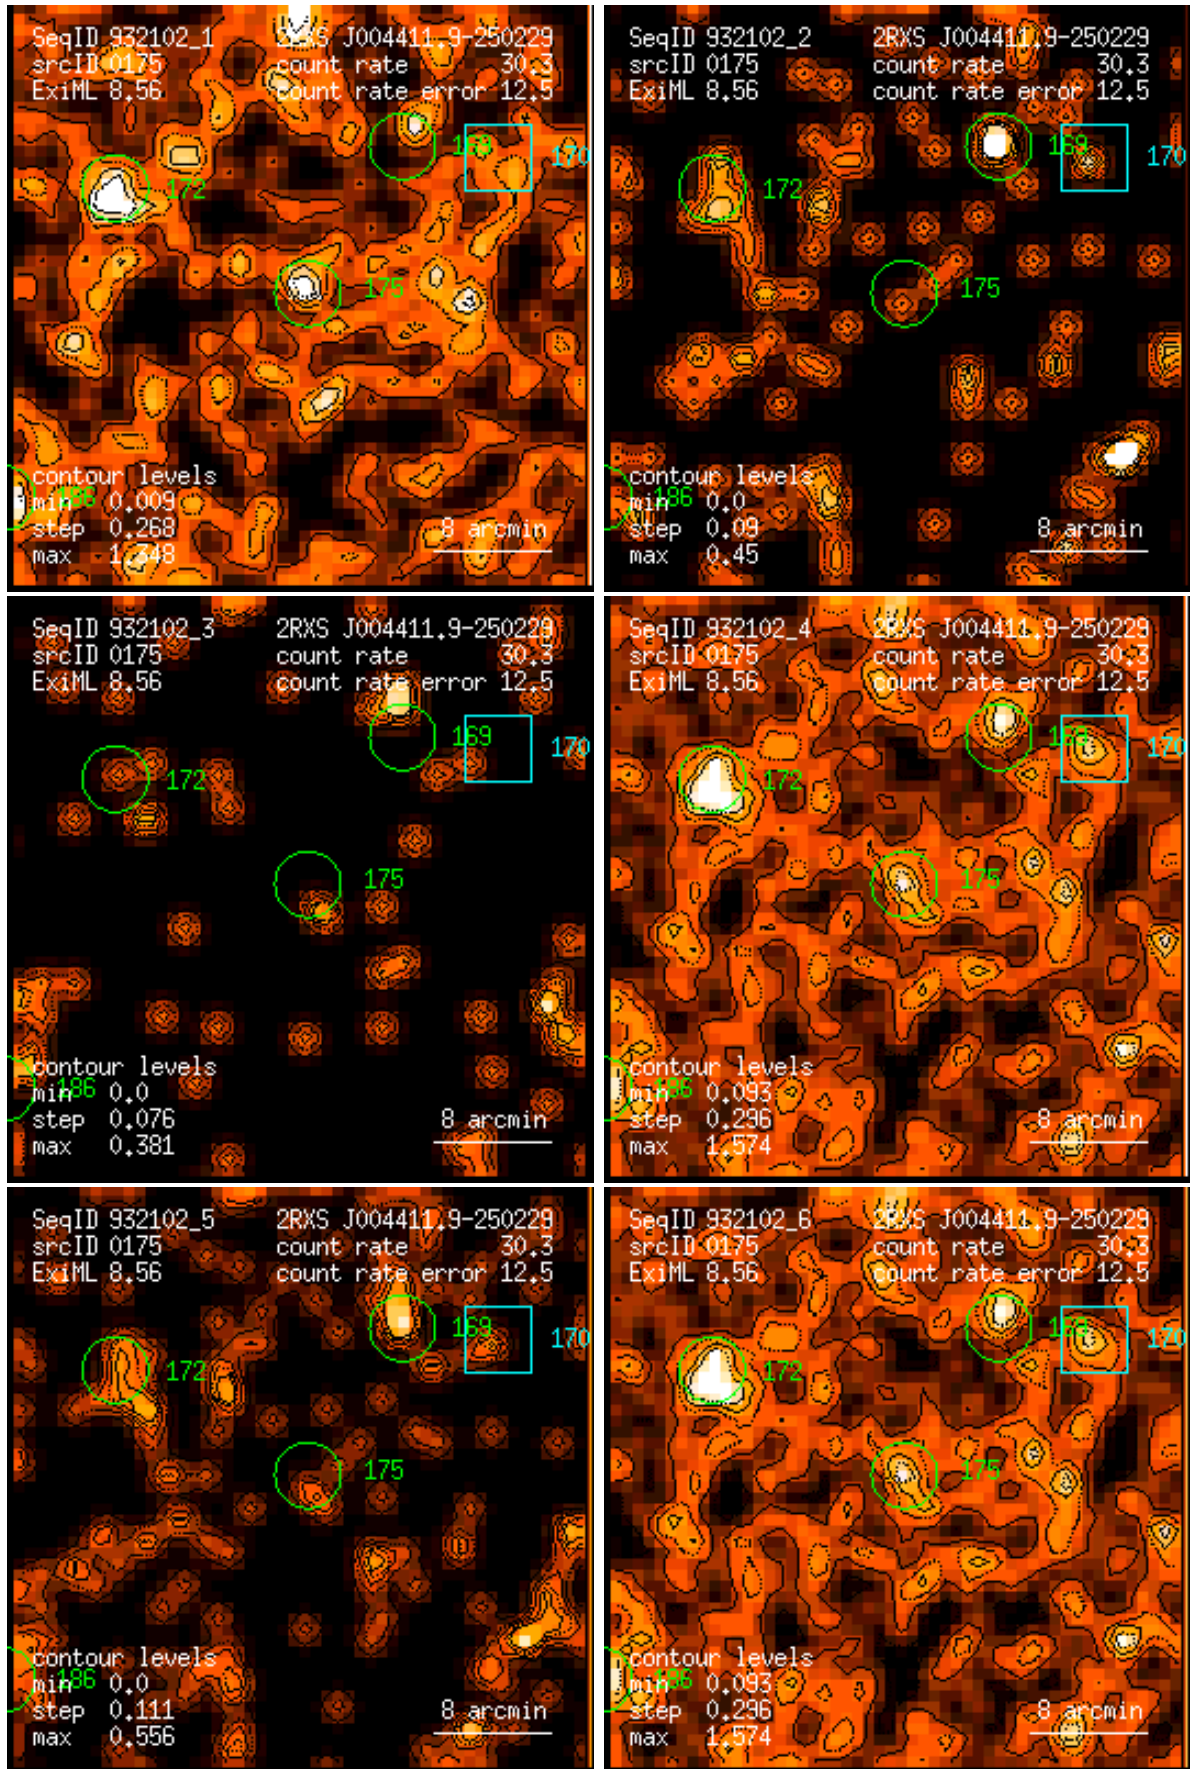 SeqID 932102_1 2RXS J004411.9-250229
srcID 0175 count rate 30.3
ExiML 8.56 count rate error 12.5
169
170
172
175
contour levels
min 0.009
186
step 0.268
max 1.348
8 arcmin
SeqID 932102_2 2RXS J004411.9-250229
srcID 0175 count rate 30.3
ExiML 8.56 count rate error 12.5
169
170
172
175
contour levels
min 0.0
186
step 0.09
max 0.45
8 arcmin
SeqID 932102_3 2RXS J004411.9-250229
srcID 0175 count rate 30.3
ExiML 8.56 count rate error 12.5
169
170
172
175
contour levels
min 0.0
186
step 0.076
max 0.381
8 arcmin
SeqID 932102_4 2RXS J004411.9-250229
srcID 0175 count rate 30.3
ExiML 8.56 count rate error 12.5
169
170
172
175
contour levels
min 0.093
186
step 0.296
max 1.574
8 arcmin
SeqID 932102_5 2RXS J004411.9-250229
srcID 0175 count rate 30.3
ExiML 8.56 count rate error 12.5
169
170
172
175
contour levels
min 0.0
186
step 0.111
max 0.556
8 arcmin
SeqID 932102_6 2RXS J004411.9-250229
srcID 0175 count rate 30.3
ExiML 8.56 count rate error 12.5
169
170
172
175
contour levels
min 0.093
186
step 0.296
max 1.574
8 arcmin